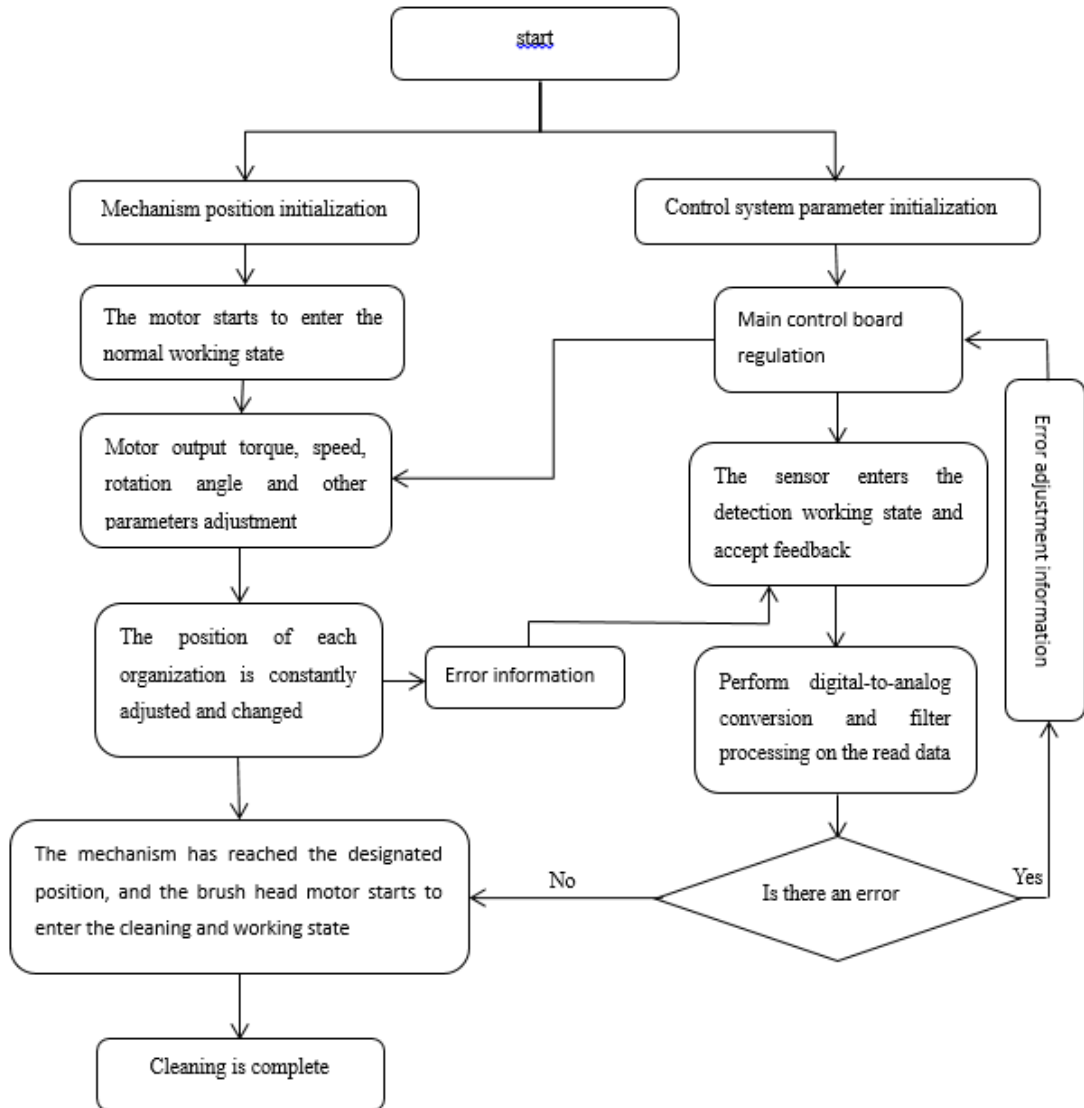 start
Mechanism position initialization
Control system parameter initialization
The motor starts to enter the
normal working state
Main control board
regulation
Motor output torque, speed,
rotation angle and other
parameters adjustment
The sensor enters the
detection working state and
accept feedback
Error adjustment information
The position of each
organization is constantly
adjusted and changed
Error information
Perform digital-to-analog
conversion and filter
processing on the read data
The mechanism has reached the designated
position, and the brush head motor starts to
enter the cleaning and working state
No
Is there an error
Yes
Cleaning is complete